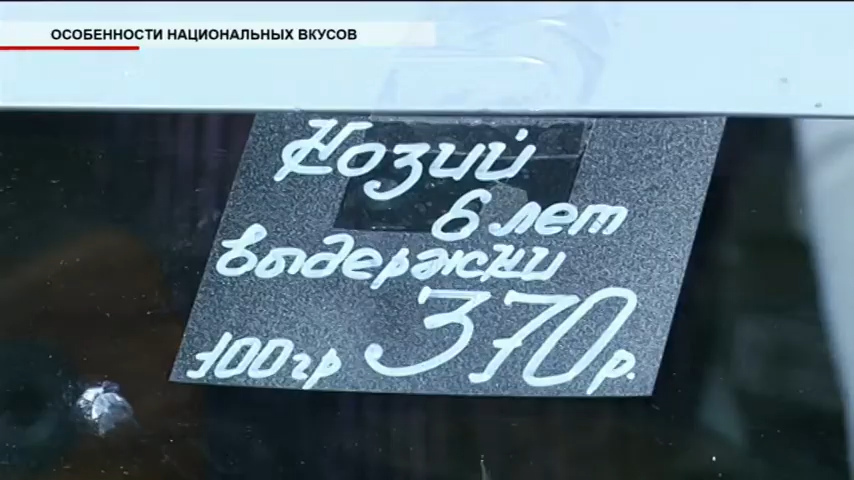 ОСОБЕННОСТИ НАЦИОНАЛЬНЫХ ВКУСОВ
Козий
6 лет
выдержки
100гр 370р.